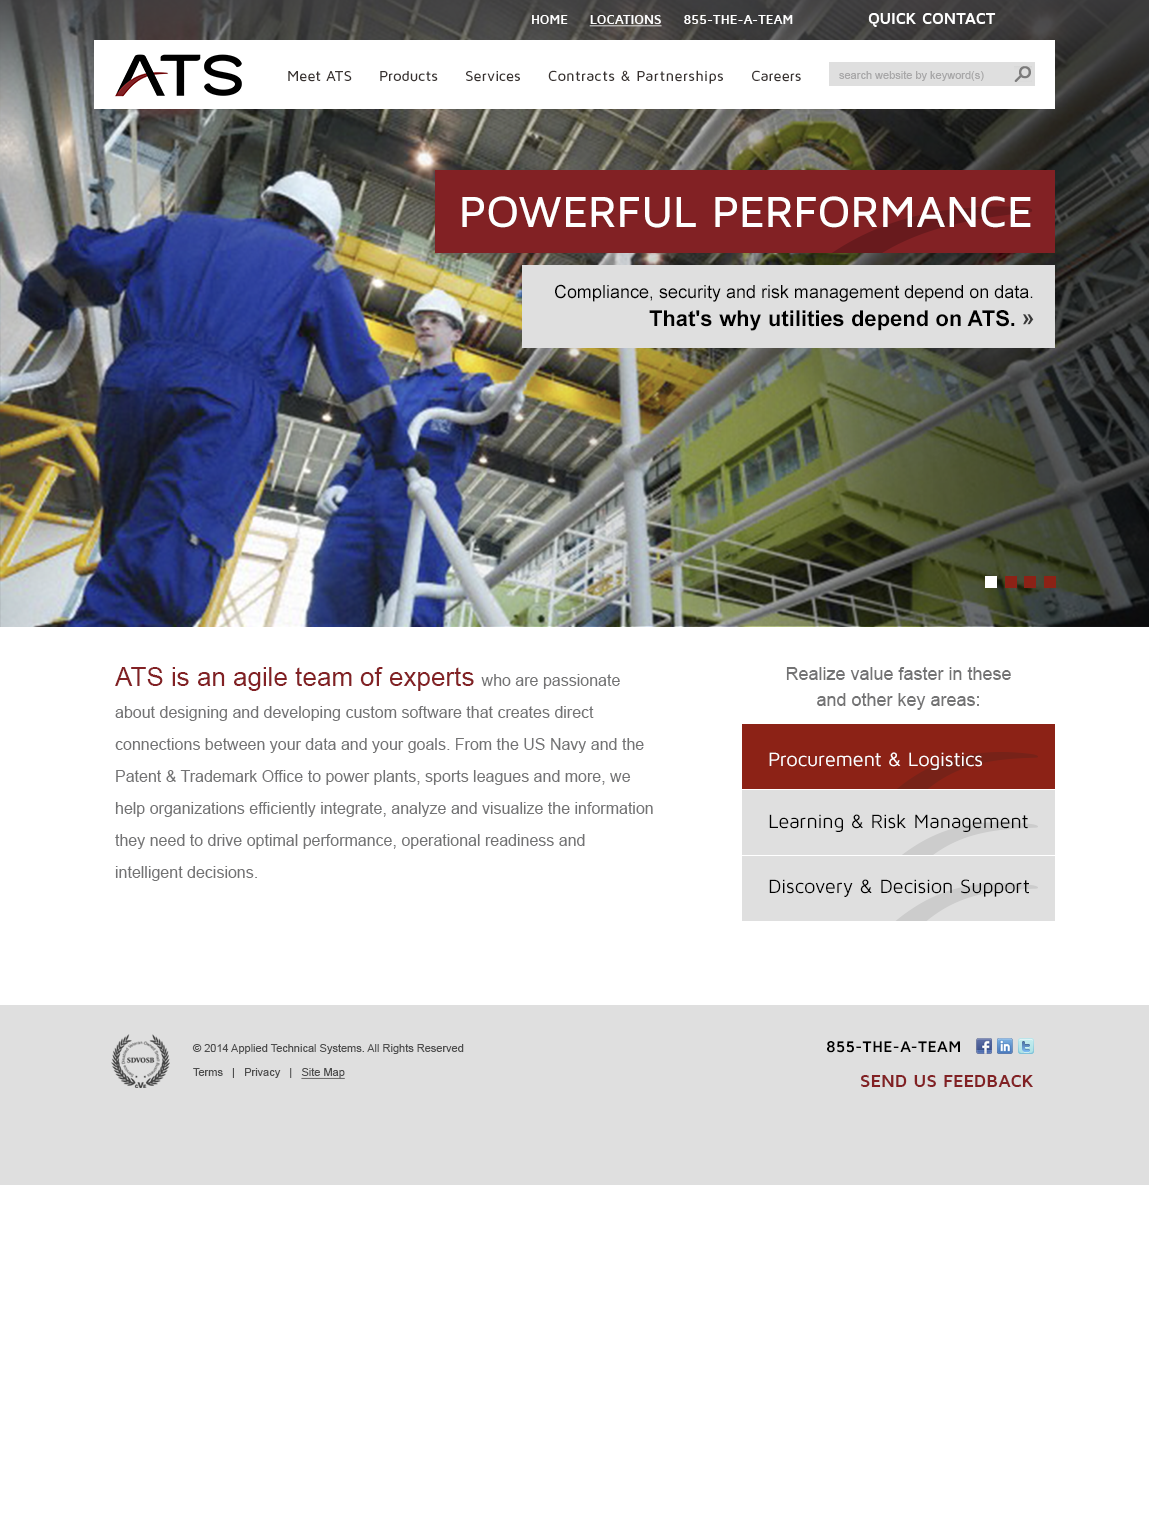 HOME LOCATIONS 855-THE-A-TEAM QUICK CONTACT
ATS Meet ATS Products Services Contracts & Partnerships Careers search website by keyword(s)
POWERFUL PERFORMANCE
Compliance, security and risk management depend on data.
That's why utilities depend on ATS. »
ATS is an agile team of experts who are passionate
about designing and developing custom software that creates direct
connections between your data and your goals. From the US Navy and the
Patent & Trademark Office to power plants, sports leagues and more, we
help organizations efficiently integrate, analyze and visualize the information
they need to drive optimal performance, operational readiness and
intelligent decisions.
Realize value faster in these
and other key areas:
Procurement & Logistics
Learning & Risk Management
Discovery & Decision Support
SDVOSB
© 2014 Applied Technical Systems. All Rights Reserved
Terms | Privacy | Site Map
855-THE-A-TEAM
SEND US FEEDBACK